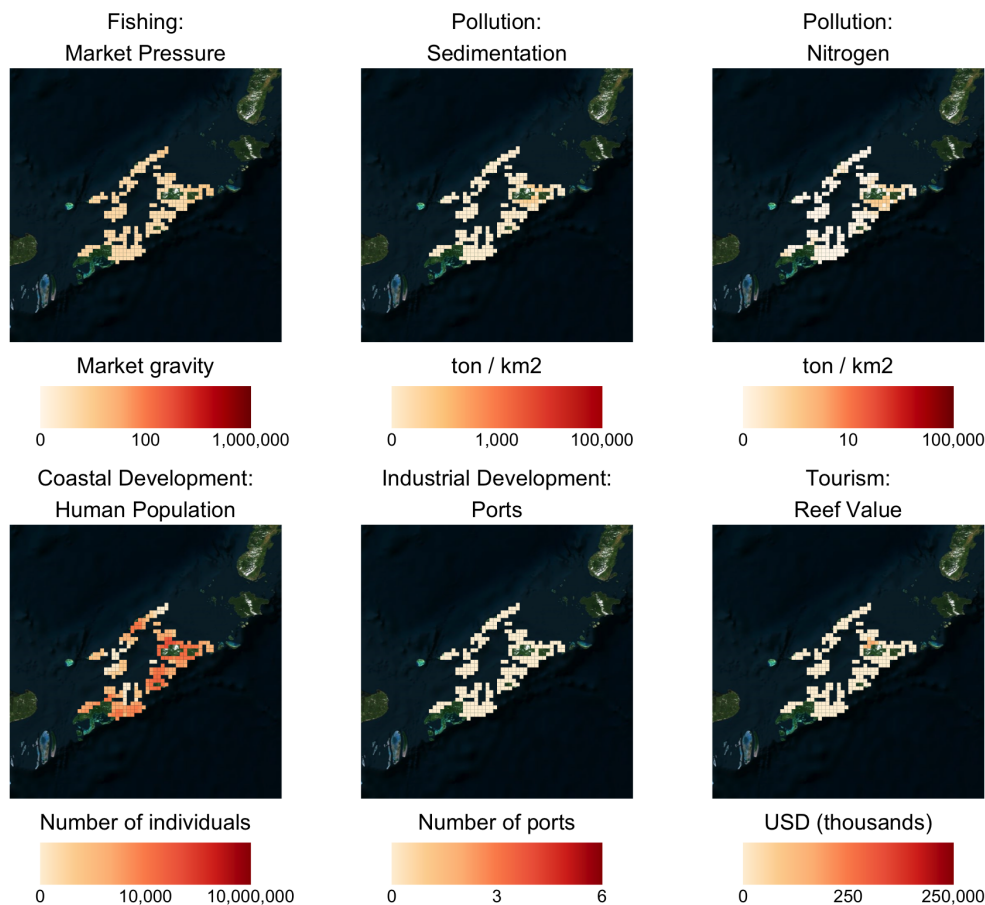 Fishing:
Market Pressure
Pollution:
Sedimentation
Pollution:
Nitrogen
Market gravity
0 100 1,000,000
ton / km2
0 1,000 100,000
ton / km2
0 10 100,000
Coastal Development:
Human Population
Industrial Development:
Ports
Tourism:
Reef Value
Number of individuals
0 10,000 10,000,000
Number of ports
0 3 6
USD (thousands)
0 250 250,000